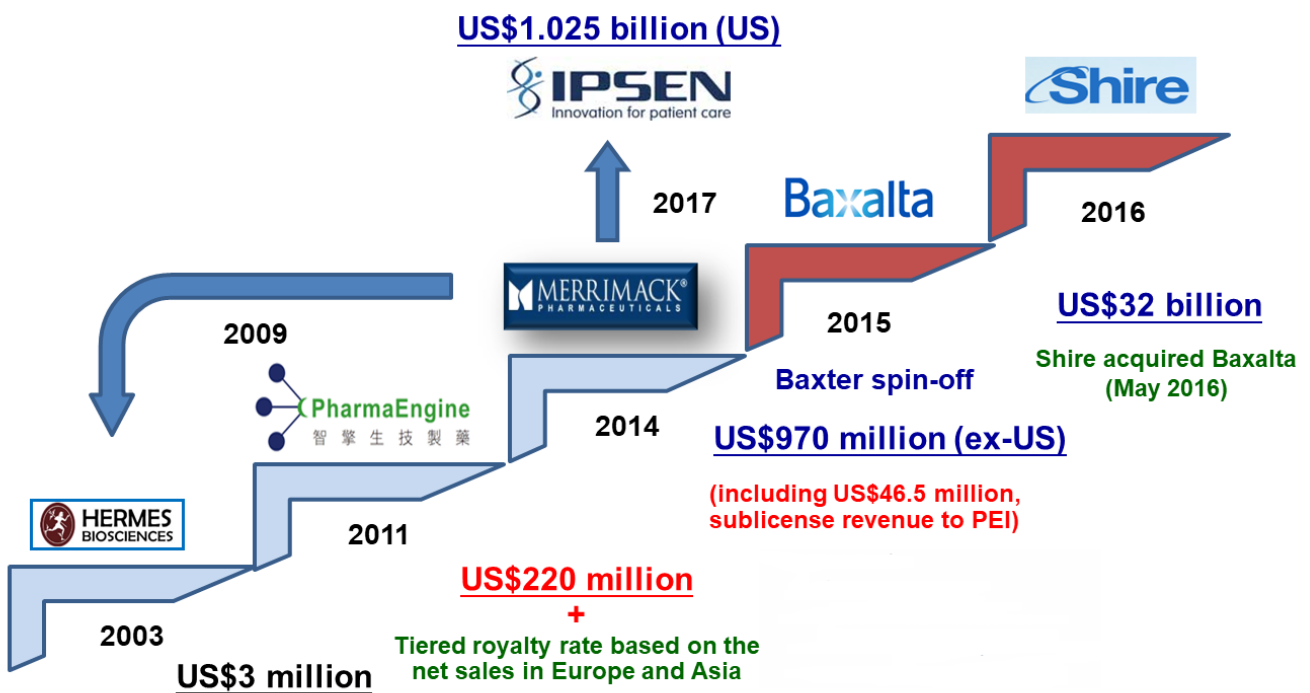 US$1.025 billion (US)
IPSEN
Innovation for patient care
Shire
2017
Baxalta
2016
MERRIMACK®
PHARMACEUTICALS
2009
2015
US$32 billion
Shire acquired Baxalta
(May 2016)
PharmaEngine
智擎生技製藥
Baxter spin-off
2014
US$970 million (ex-US)
(including US$46.5 million,
sublicense revenue to PEI)
HERMES
BIOSCIENCES
2011
US$220 million
+
Tiered royalty rate based on the
net sales in Europe and Asia
2003
US$3 million